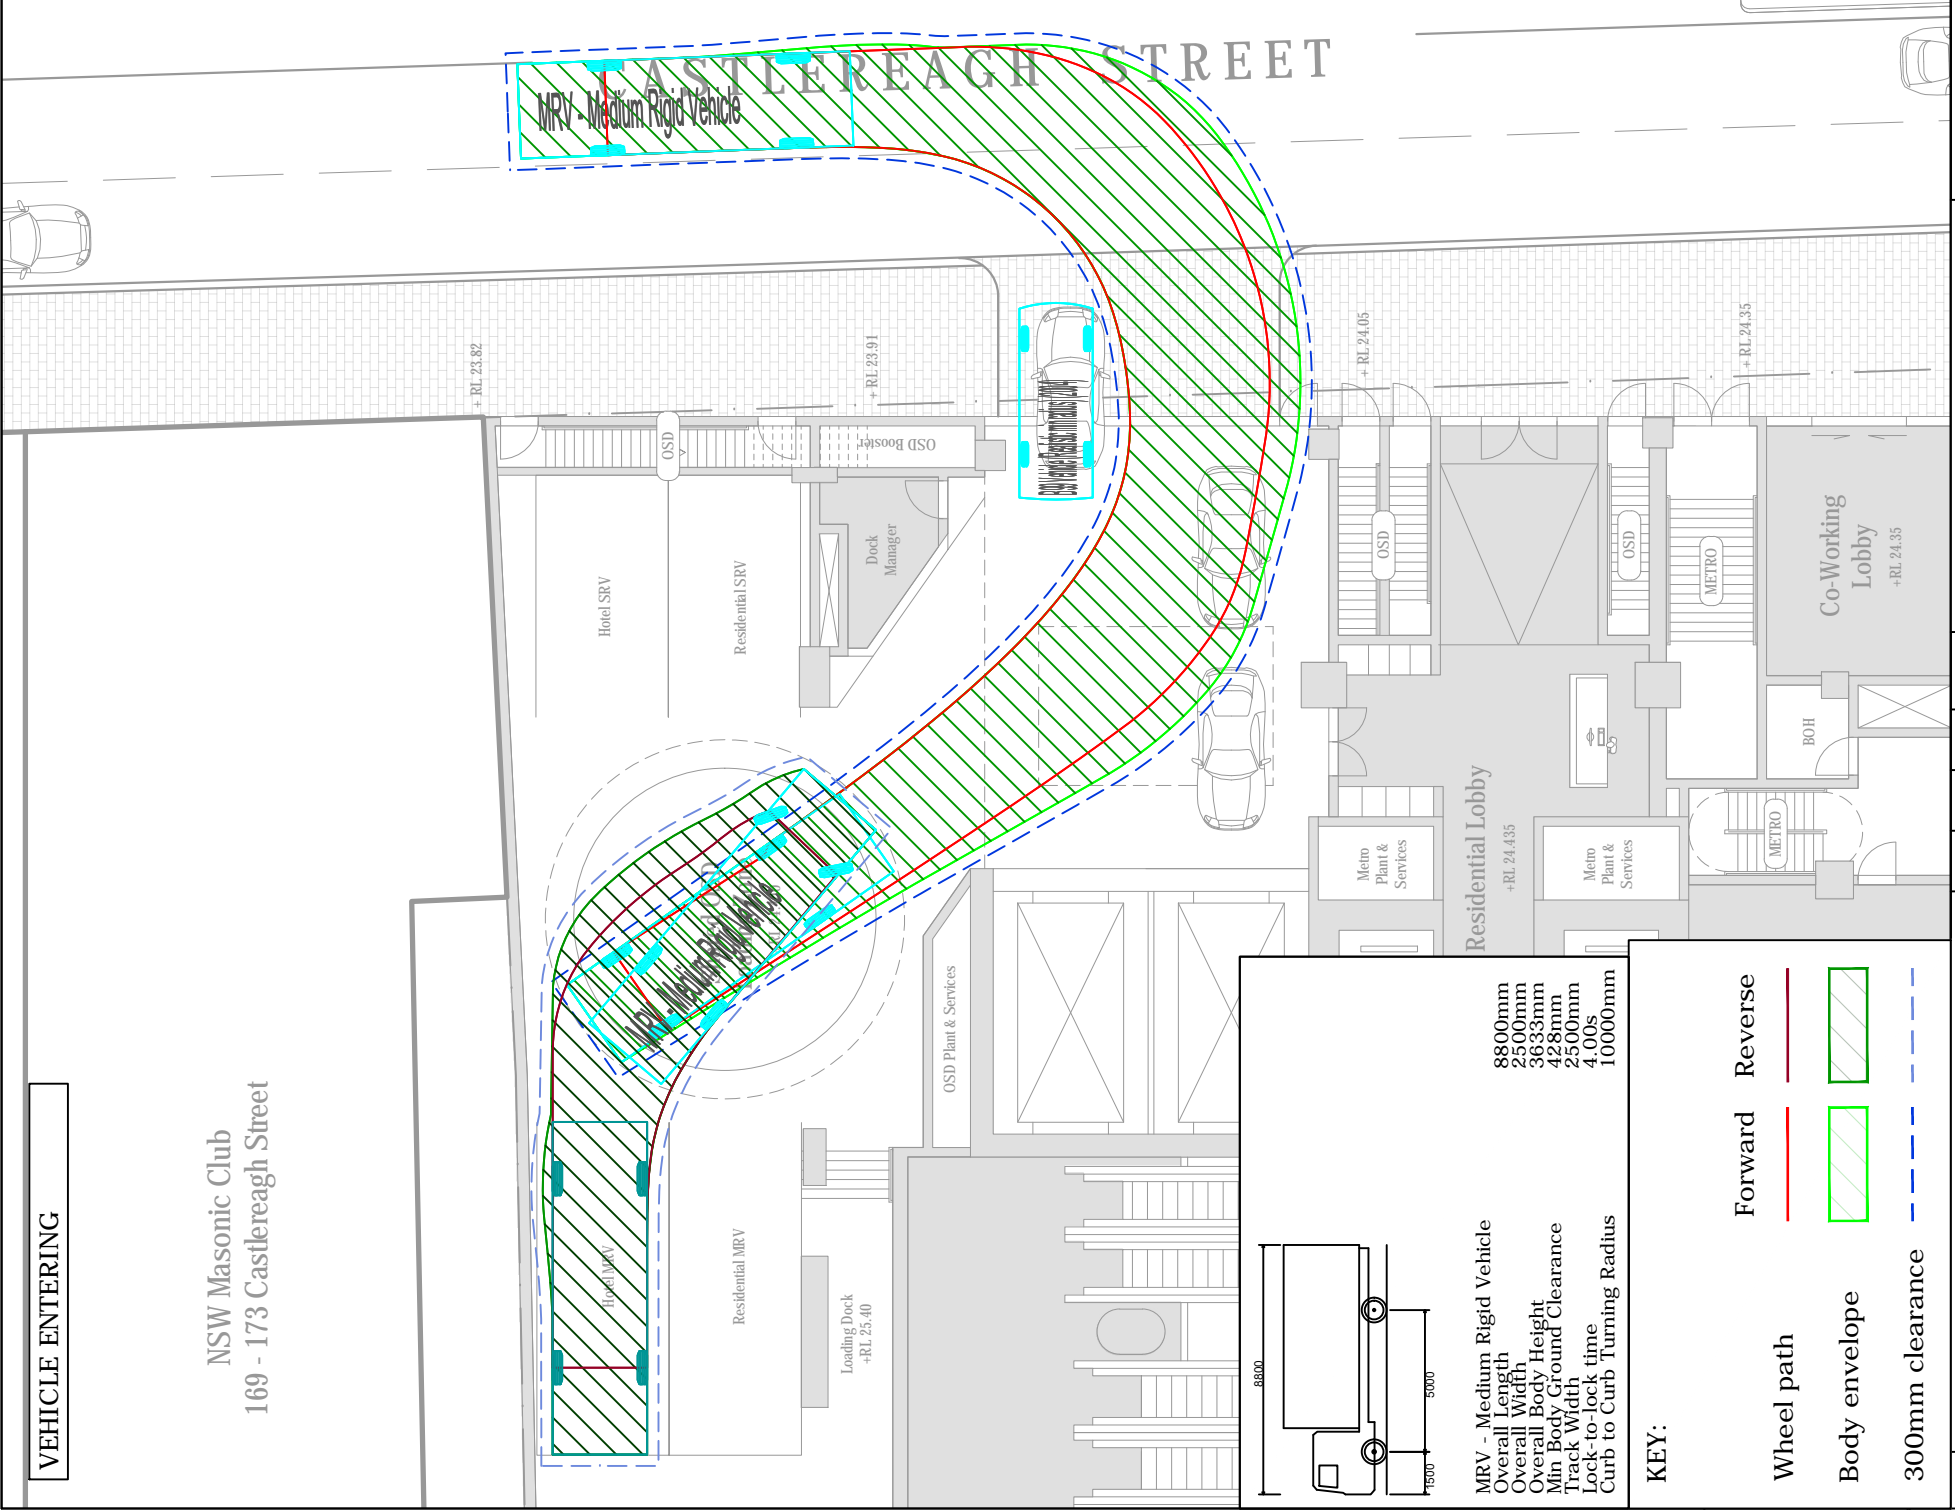 VEHICLE ENTERING
NSW Masonic Club
169 - 173 Castlereagh Street
CASTLEREAGH STREET
MRV - Medium Rigid Vehicle
+ RL 23.82
+ RL 23.91
+ RL 24.05
+ RL 24.35
OSD
OSD Booster
Hotel SRV
Residential SRV
Dock
Manager
OSD
OSD
METRO
Co-Working
Lobby
+RL 24.35
BOH
METRO
Residential Lobby
+RL 24.435
Metro
Plant &
Services
Metro
Plant &
Services
MRV - Medium Rigid Vehicle
OSD Plant & Services
Hotel MRV
Residential MRV
Loading Dock
+RL 25.40
8800
5000
1500
MRV - Medium Rigid Vehicle
Overall Length 8800mm
Overall Width 2500mm
Overall Body Height 3633mm
Min Body Ground Clearance 428mm
Track Width 2500mm
Lock-to-lock time 4.00s
Curb to Curb Turning Radius 10000mm
KEY:
Forward Reverse
Wheel path
Body envelope
300mm clearance